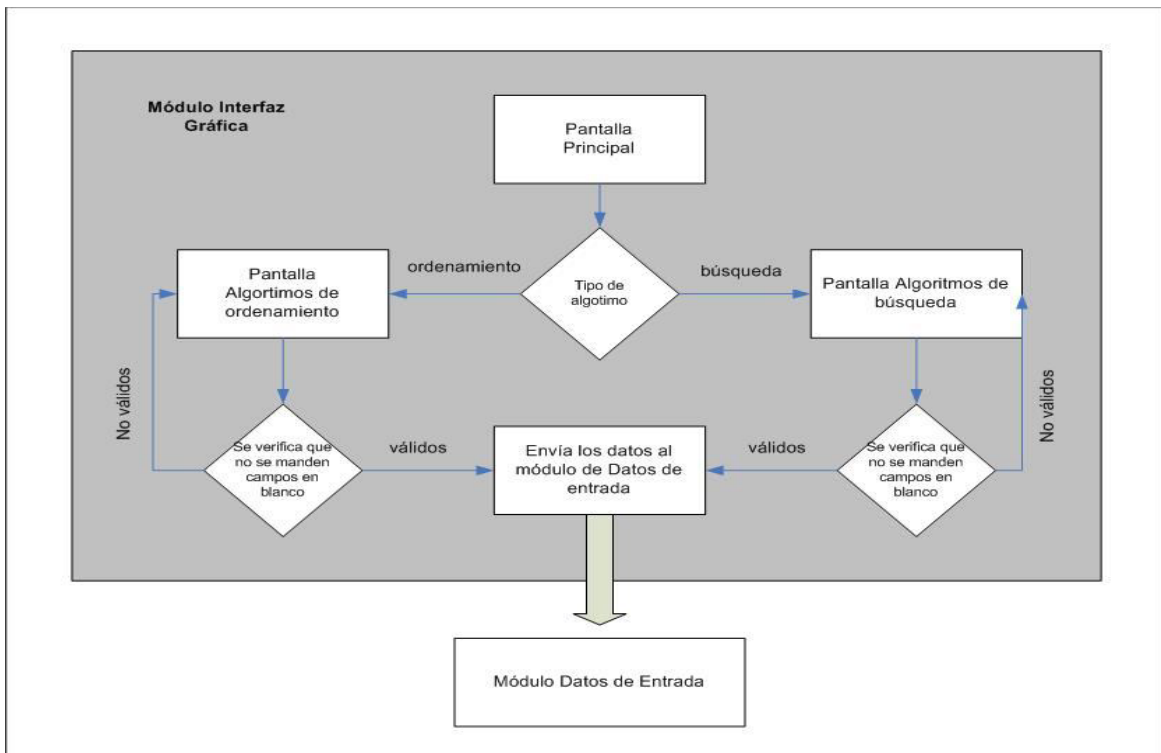 Módulo Interfaz
Gráfica
Pantalla
Principal
ordenamiento
Tipo de
algotimo
búsqueda
Pantalla
Algortimos de
ordenamiento
Pantalla Algoritmos de
búsqueda
No válidos
Se verifica que
no se manden
campos en
blanco
válidos
Envía los datos al
módulo de Datos de
entrada
válidos
Se verifica que
no se manden
campos en
blanco
No válidos
Módulo Datos de Entrada